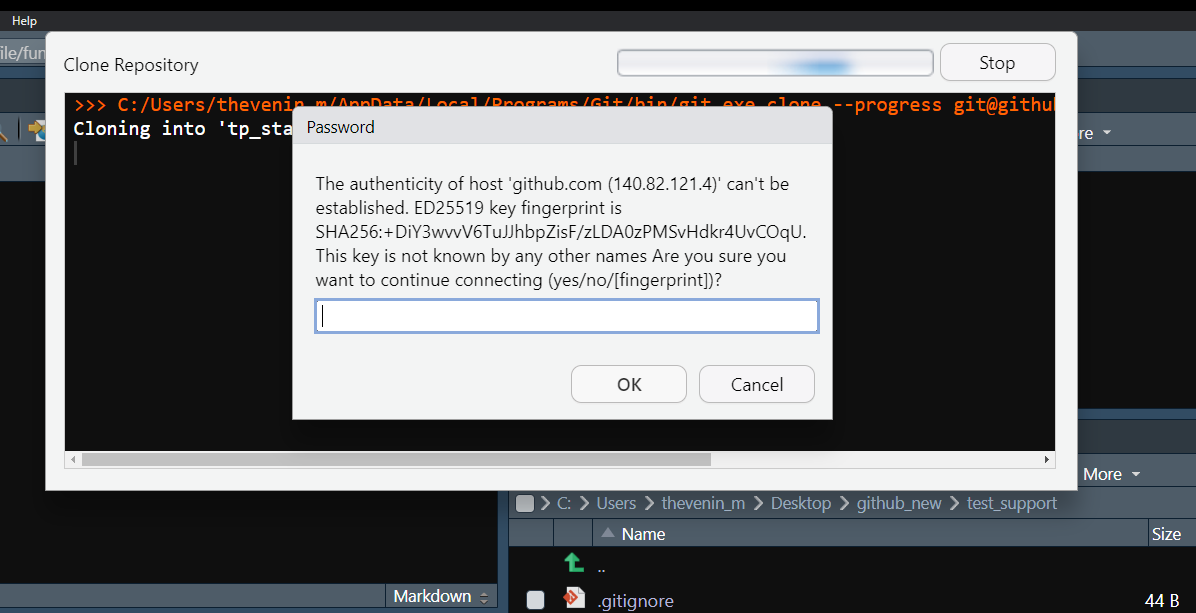 Help
ile/fun
Clone Repository
Stop
>>> C:/Users/thevenin_m/AppData/Local/Programs/Git/bin/git.exe clone --progress git@githu
Cloning into 'tp_sta
re
Password
The authenticity of host 'github.com (140.82.121.4)' can't be
established. ED25519 key fingerprint is
SHA256:+DiY3wvvV6TuJJhbpZisF/zLDA0zPMSvHdkr4UvCOqU.
This key is not known by any other names Are you sure you
want to continue connecting (yes/no/[fingerprint])?
OK
Cancel
More
C: Users thevenin_m Desktop github_new test_support
Name
Size
..
.gitignore
44 B
Markdown